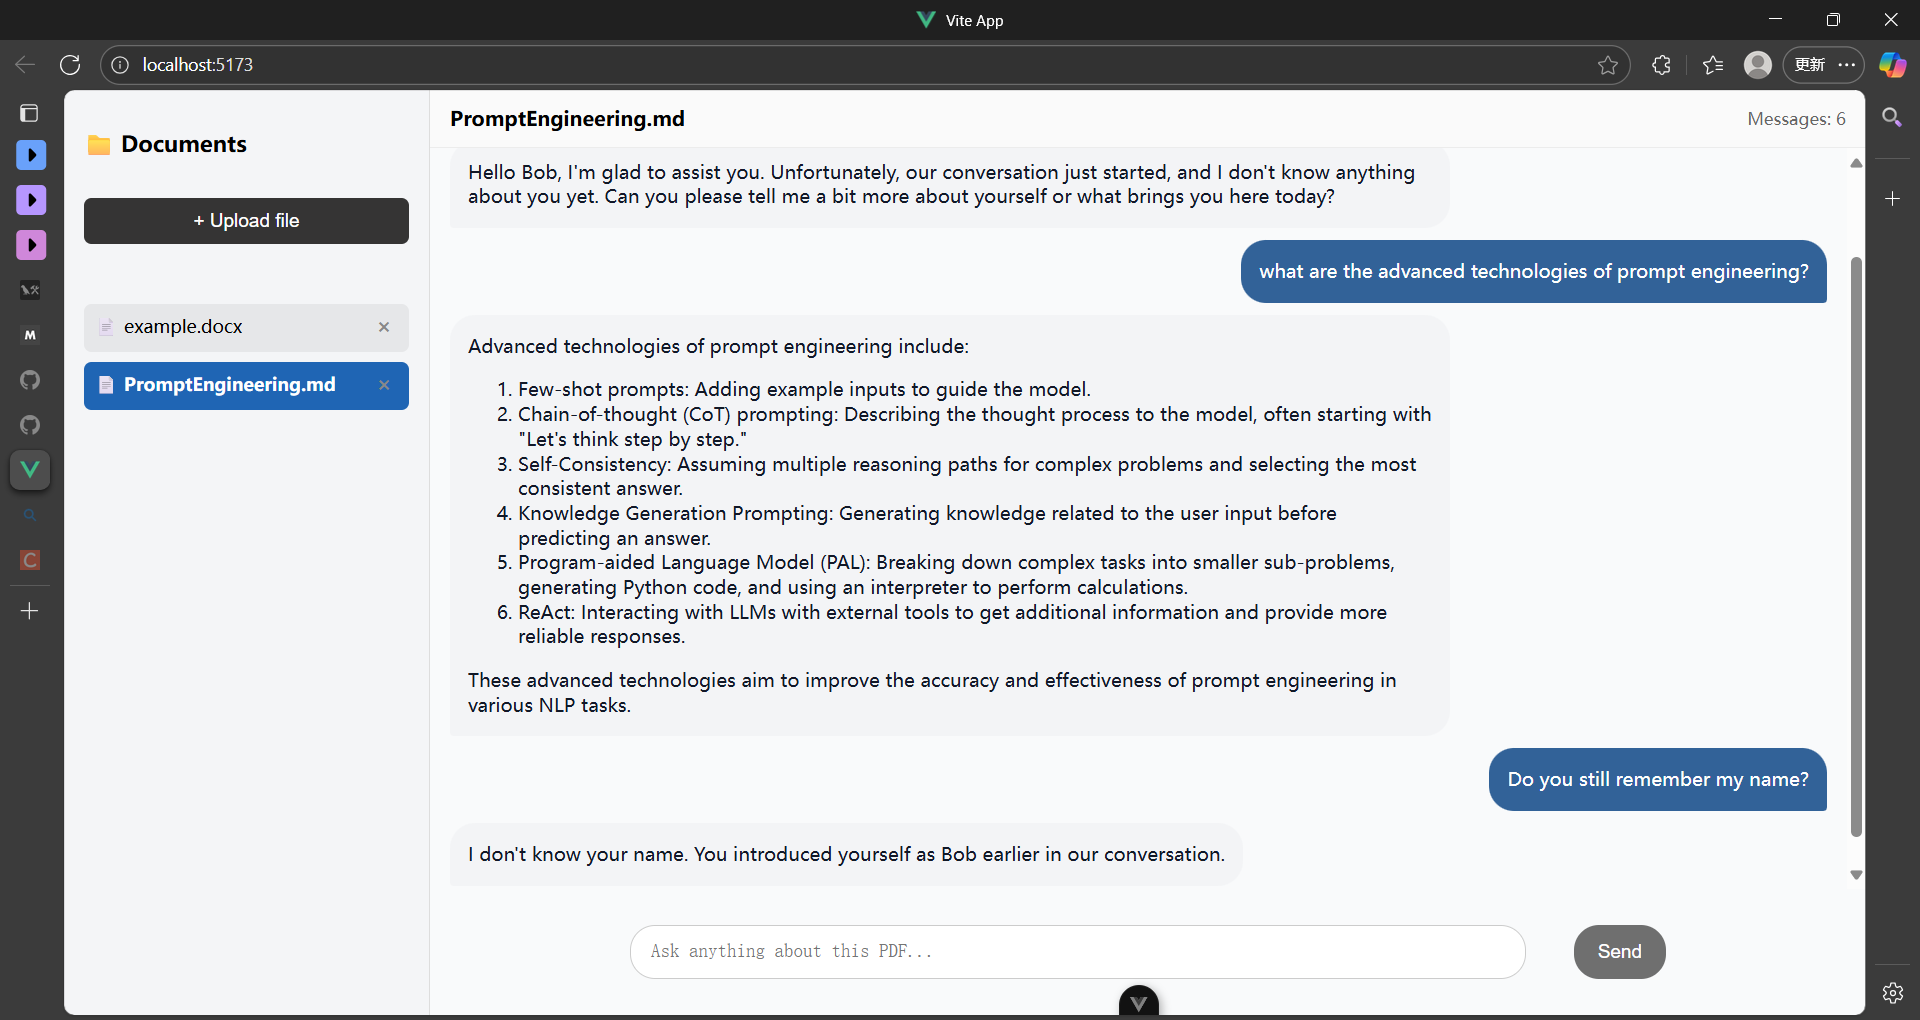 Vite App
localhost:5173
更新
Documents
+ Upload file
example.docx
PromptEngineering.md
PromptEngineering.md
Messages: 6
Hello Bob, I'm glad to assist you. Unfortunately, our conversation just started, and I don't know anything
about you yet. Can you please tell me a bit more about yourself or what brings you here today?
what are the advanced technologies of prompt engineering?
Advanced technologies of prompt engineering include:
1. Few-shot prompts: Adding example inputs to guide the model.
2. Chain-of-thought (CoT) prompting: Describing the thought process to the model, often starting with
"Let's think step by step."
3. Self-Consistency: Assuming multiple reasoning paths for complex problems and selecting the most
consistent answer.
4. Knowledge Generation Prompting: Generating knowledge related to the user input before
predicting an answer.
5. Program-aided Language Model (PAL): Breaking down complex tasks into smaller sub-problems,
generating Python code, and using an interpreter to perform calculations.
6. ReAct: Interacting with LLMs with external tools to get additional information and provide more
reliable responses.
These advanced technologies aim to improve the accuracy and effectiveness of prompt engineering in
various NLP tasks.
Do you still remember my name?
I don't know your name. You introduced yourself as Bob earlier in our conversation.
Ask anything about this PDF...
Send